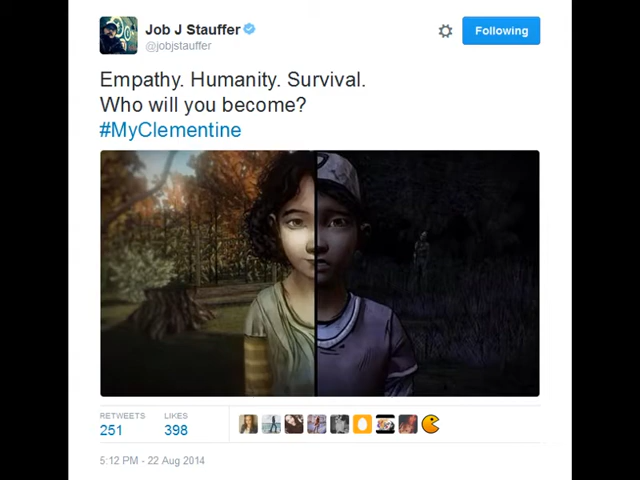 Job J Stauffer
@jobjstauffer
Following
Empathy. Humanity. Survival.
Who will you become?
#MyClementine
RETWEETS LIKES
251 398
5:12 PM - 22 Aug 2014